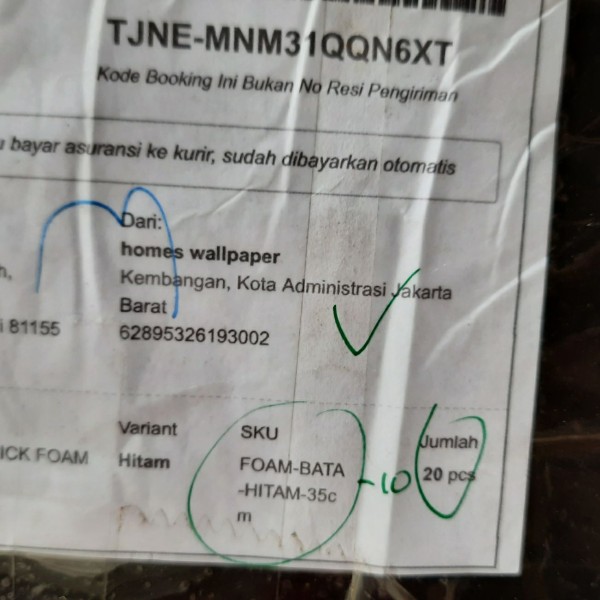 TJNE-MNM31QQN6XT
Kode Booking Ini Bukan No Resi Pengiriman
bayar asuransi ke kurir, sudah dibayarkan otomatis
Dari:
homes wallpaper
Kembangan, Kota Administrasi Jakarta
Barat
81155
62895326193002
Variant
SKU
Jumlah
ICK FOAM
Hitam
FOAM-BATA
-HITAM-35c
m
-10
20 pcs